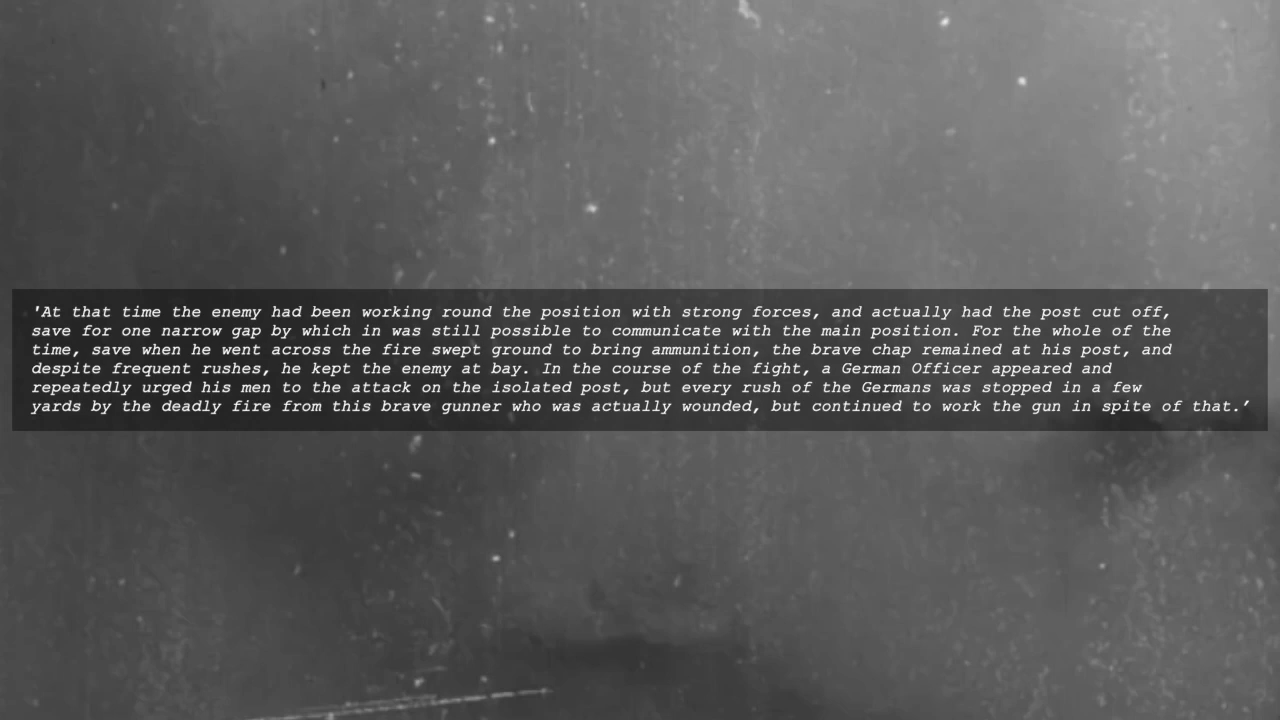 'At that time the enemy had been working round the position with strong forces, and actually had the post cut off,
save for one narrow gap by which in was still possible to communicate with the main position. For the whole of the
time, save when he went across the fire swept ground to bring ammunition, the brave chap remained at his post, and
despite frequent rushes, he kept the enemy at bay. In the course of the fight, a German Officer appeared and
repeatedly urged his men to the attack on the isolated post, but every rush of the Germans was stopped in a few
yards by the deadly fire from this brave gunner who was actually wounded, but continued to work the gun in spite of that.’